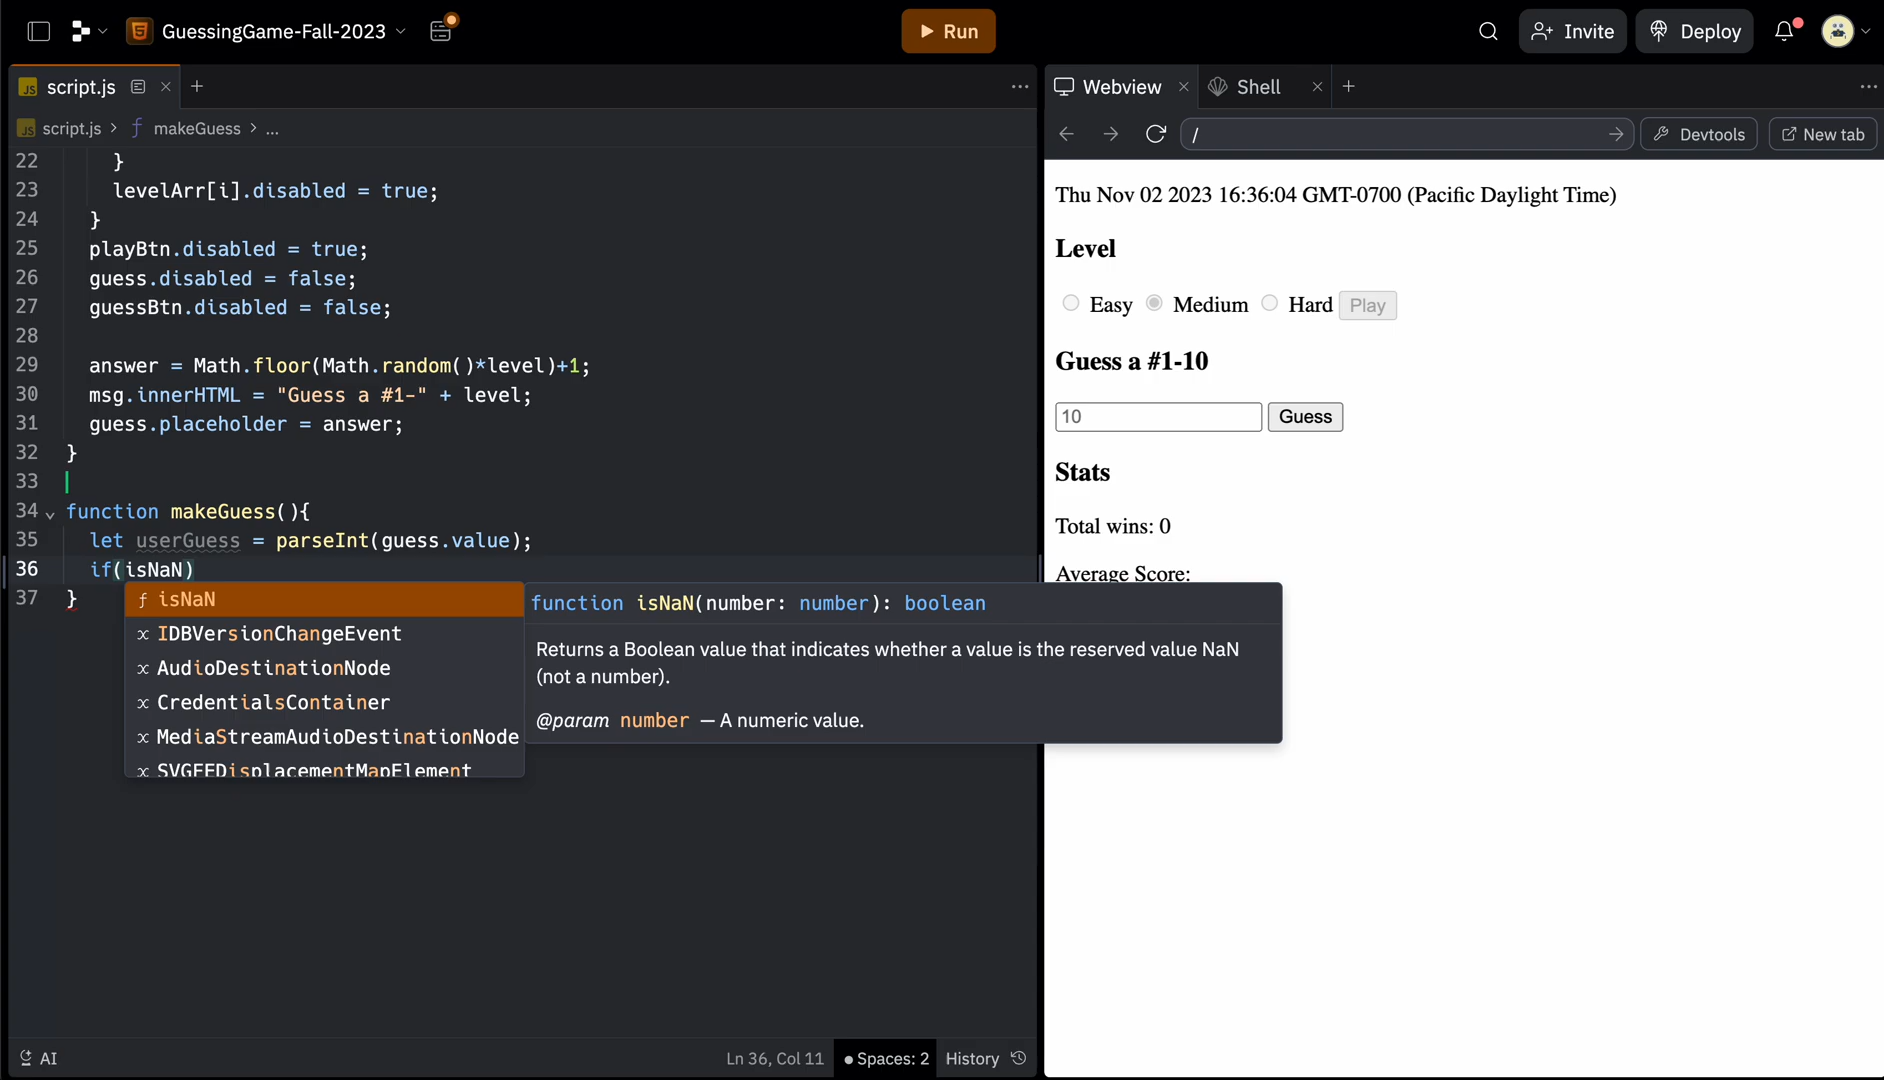 GuessingGame-Fall-2023
Run
Invite
Deploy
JS script.js
JS script.js > f makeGuess > ...
22 }
23 levelArr[i].disabled = true;
24 }
25 playBtn.disabled = true;
26 guess.disabled = false;
27 guessBtn.disabled = false;
28
29 answer = Math.floor(Math.random()*level)+1;
30 msg.innerHTML = "Guess a #1-" + level;
31 guess.placeholder = answer;
32 }
33
34 function makeGuess(){
35 let userGuess = parseInt(guess.value);
36 if(isNaN)
37 }
f isNaN
x IDBVersionChangeEvent
x AudioDestinationNode
x CredentialsContainer
x MediaStreamAudioDestinationNode
x SVGFEDisplacementMapElement
function isNaN(number: number): boolean
Returns a Boolean value that indicates whether a value is the reserved value NaN
(not a number).
@param number — A numeric value.
AI
Ln 36, Col 11
Spaces: 2
History
Webview
Shell
/
Devtools
New tab
Thu Nov 02 2023 16:36:04 GMT-0700 (Pacific Daylight Time)
Level
Easy Medium Hard Play
Guess a #1-10
10 Guess
Stats
Total wins: 0
Average Score: